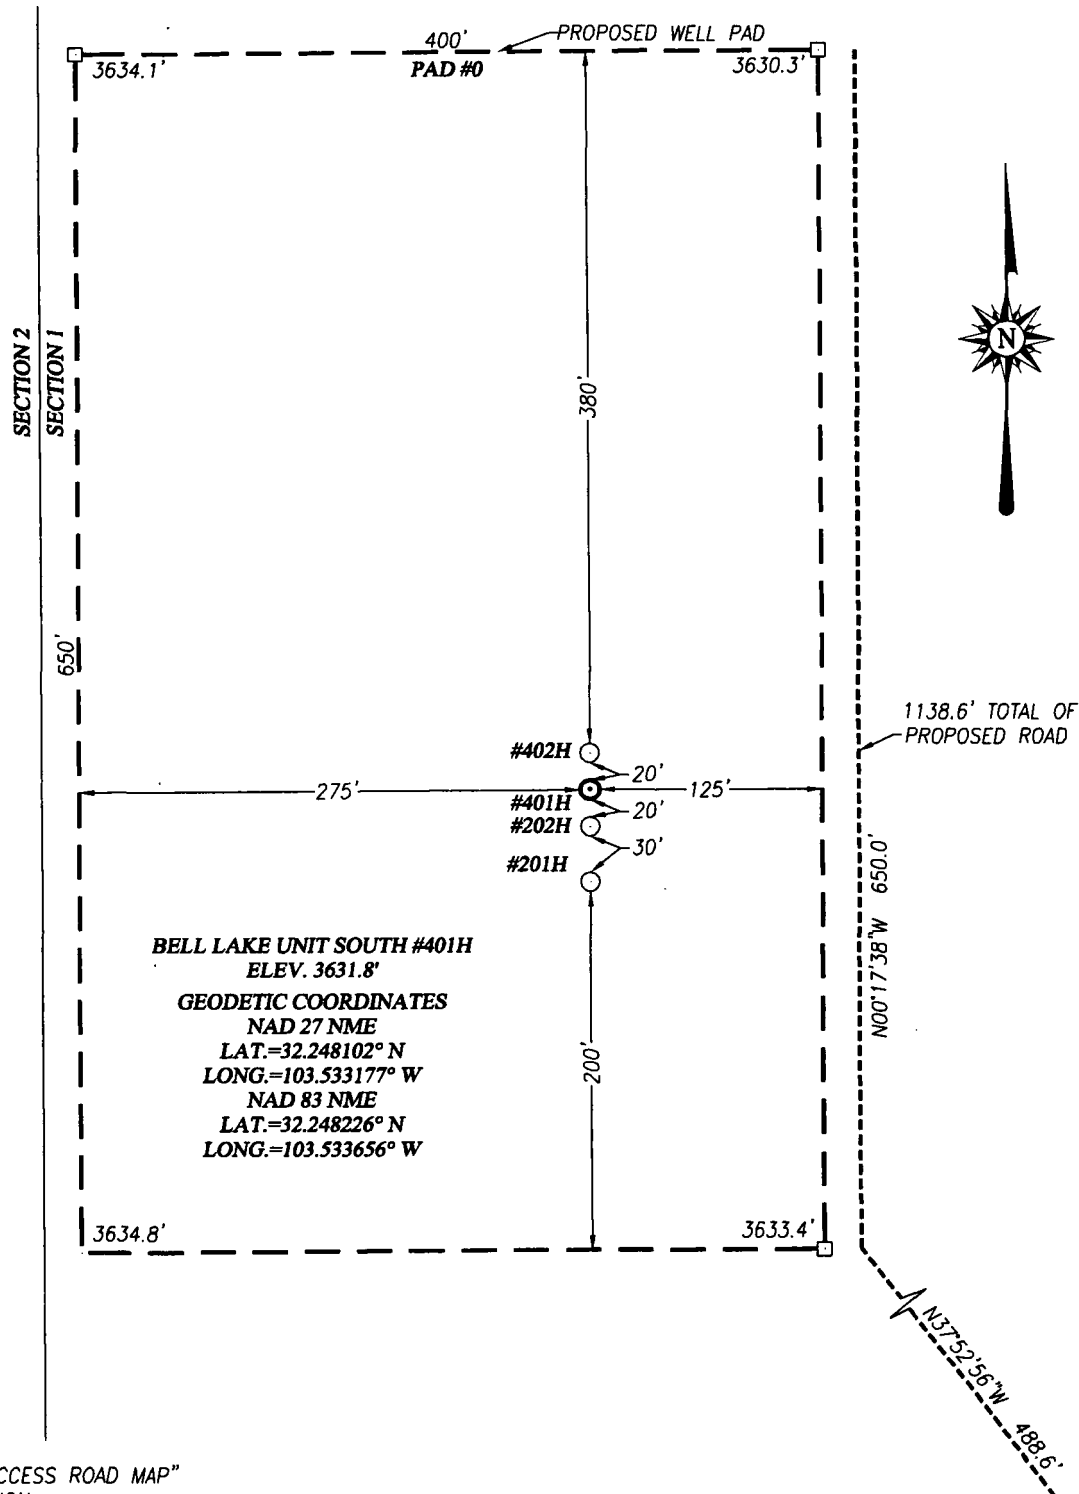 PROPOSED WELL PAD
400'
3634.1'
PAD #0
3630.3'
SECTION 2
SECTION 1
N
380'
650'
1138.6' TOTAL OF
PROPOSED ROAD
#402H
20'
275'
125'
#401H
20'
#202H
30'
#201H
N00°17'38"W 650.0'
BELL LAKE UNIT SOUTH #401H
ELEV. 3631.8'
GEODETIC COORDINATES
NAD 27 NME
LAT.=32.248102° N
LONG.=103.533177° W
NAD 83 NME
LAT.=32.248226° N
LONG.=103.533656° W
200'
3634.8'
3633.4'
N37°52'56"W 488.6'
CCESS ROAD MAP"